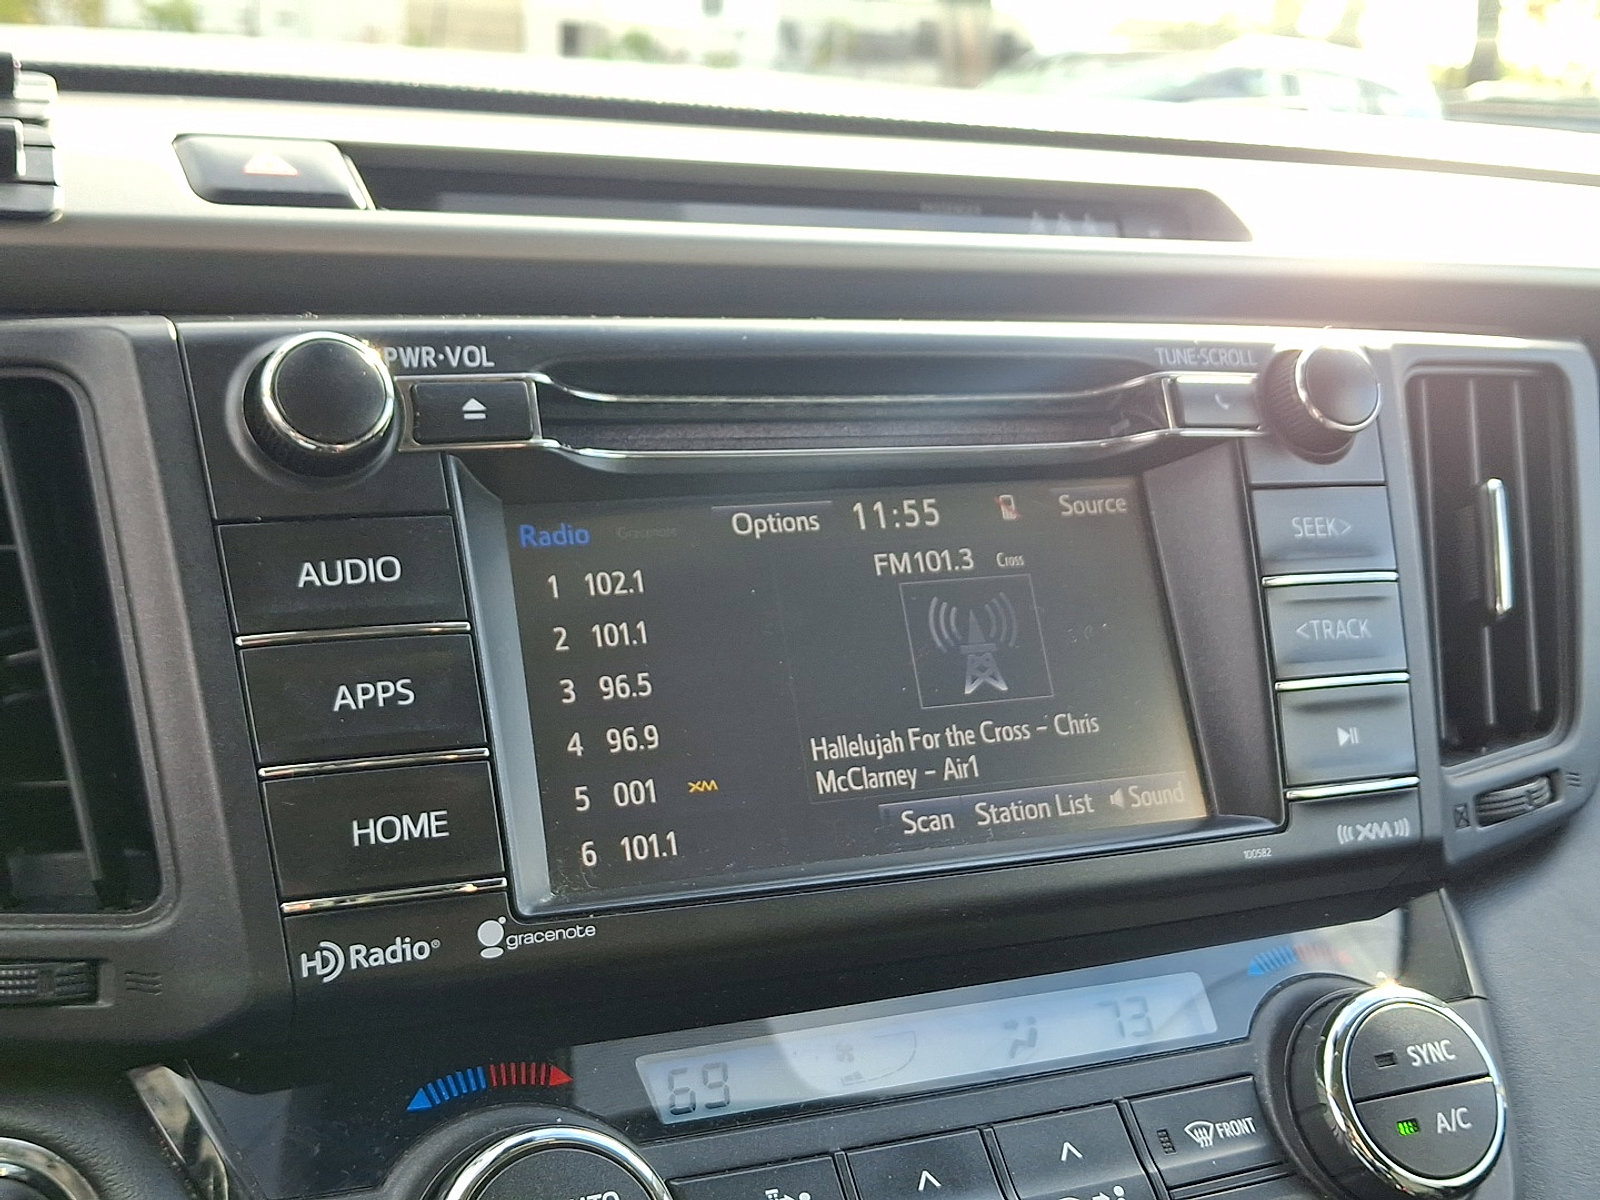 PWR·VOL
TUNE·SCROLL
AUDIO
APPS
HOME
Radio
Gracenote
Options
11:55
Source
1 102.1
2 101.1
3 96.5
4 96.9
5 001 XM
6 101.1
FM101.3 Cross
Hallelujah For the Cross - Chris
McClarney - Air1
Scan
Station List
Sound
SEEK>
<TRACK
((( XM )))
100582
HD Radio®
gracenote
69
73
SYNC
A/C
FRONT
AUTO